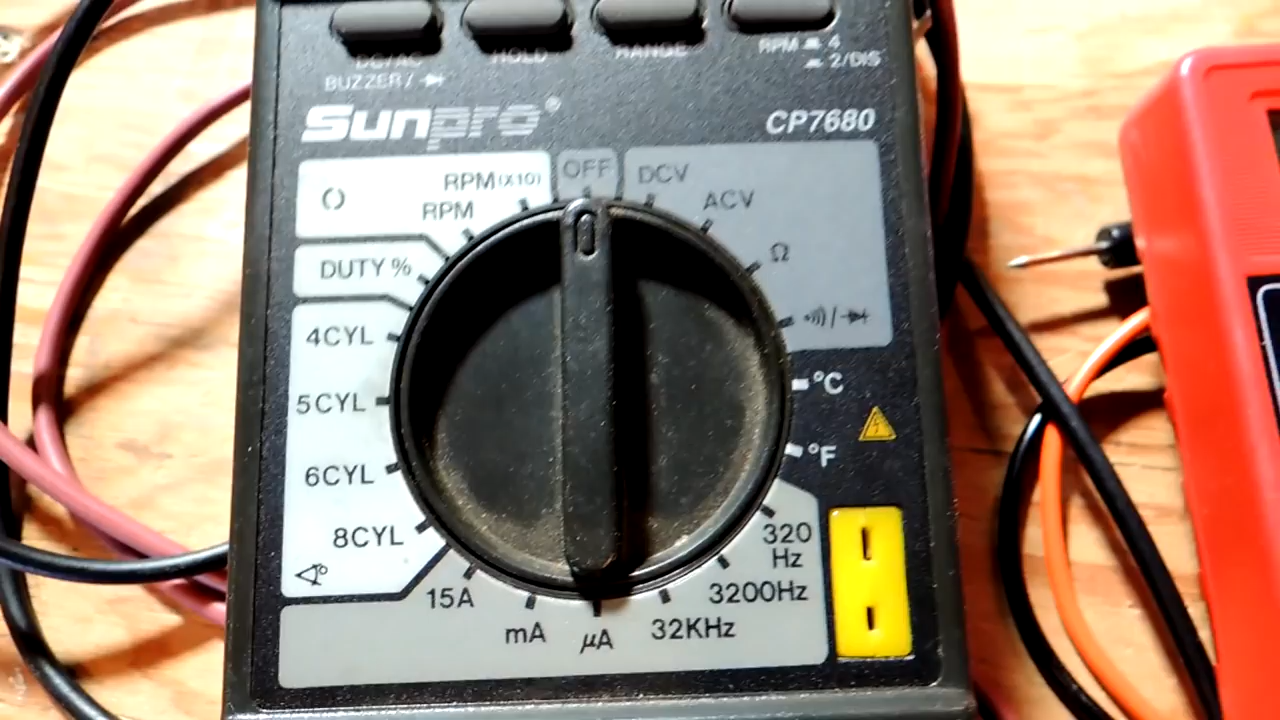 DC/AC HOLD RANGE RPM 4
BUZZER/ 2/DIS
Sunpro® CP7680
RPM(X10) OFF DCV
RPM ACV
DUTY% Ω
4CYL
5CYL °C
6CYL °F
8CYL 320 Hz
15A 3200Hz
mA μA 32KHz